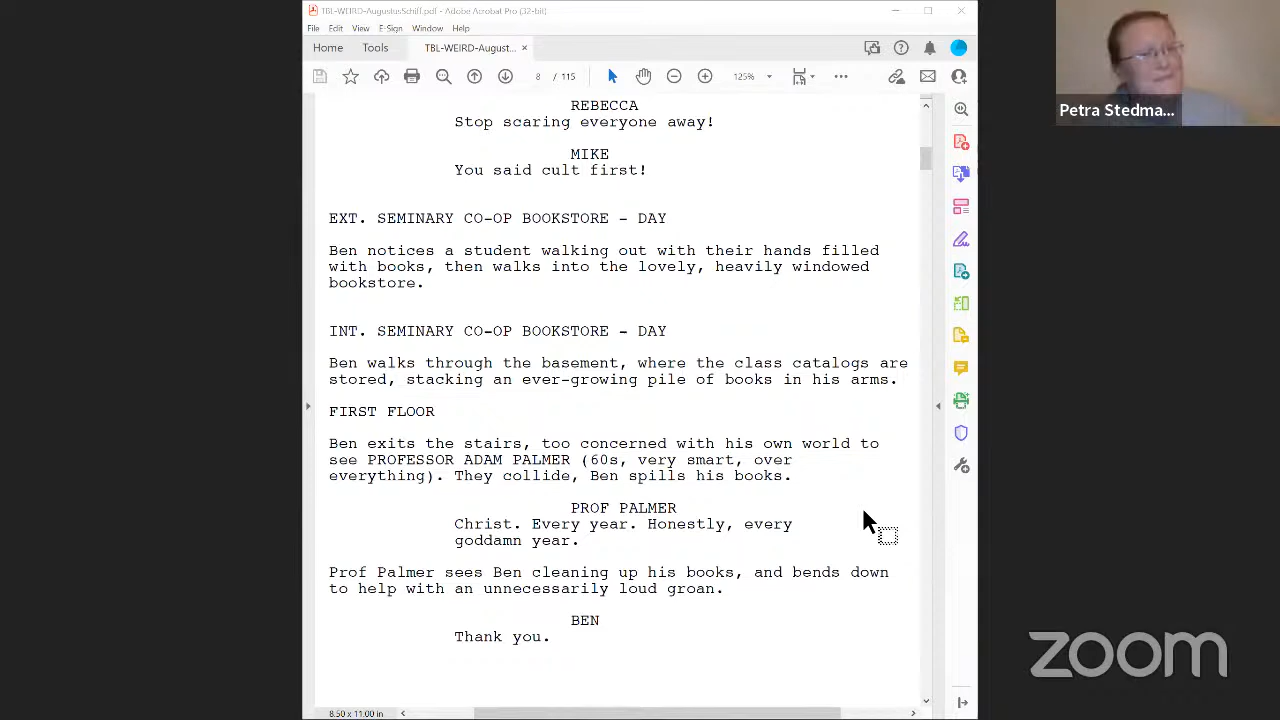 TBL-WEIRD-AugustusSchiff.pdf - Adobe Acrobat Pro (32-bit)
File Edit View E-Sign Window Help
Home Tools TBL-WEIRD-August... ×
8 / 115 125%
REBECCA
Stop scaring everyone away!
MIKE
You said cult first!
EXT. SEMINARY CO-OP BOOKSTORE - DAY
Ben notices a student walking out with their hands filled
with books, then walks into the lovely, heavily windowed
bookstore.
INT. SEMINARY CO-OP BOOKSTORE - DAY
Ben walks through the basement, where the class catalogs are
stored, stacking an ever-growing pile of books in his arms.
FIRST FLOOR
Ben exits the stairs, too concerned with his own world to
see PROFESSOR ADAM PALMER (60s, very smart, over
everything). They collide, Ben spills his books.
PROF PALMER
Christ. Every year. Honestly, every
goddamn year.
Prof Palmer sees Ben cleaning up his books, and bends down
to help with an unnecessarily loud groan.
BEN
Thank you.
8.50 x 11.00 in
Petra Stedma...
zoom